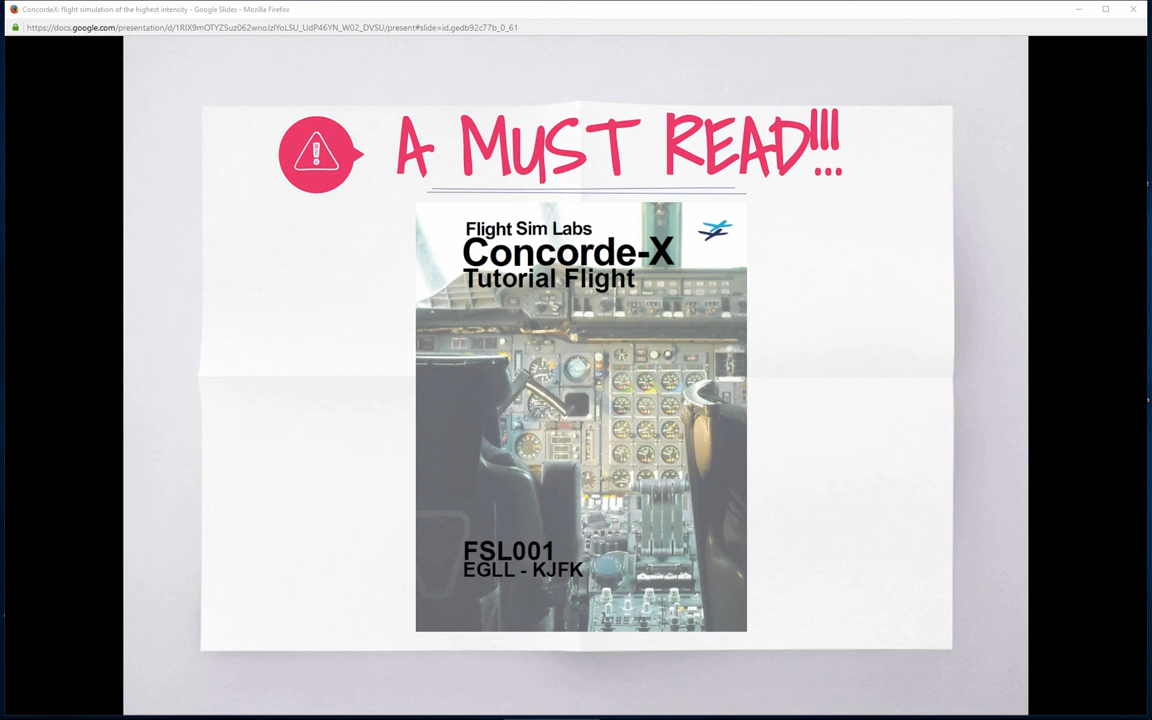 ConcordeX: flight simulation of the highest intensity - Google Slides - Mozilla Firefox
https://docs.google.com/presentation/d/1RIX9mOTYZ5uz062wnoJzlYoLSU_UdP46YN_W02_DVSU/present#slide=id.gedb92c77b_0_61
A MUST READ!!!
Flight Sim Labs
Concorde-X
Tutorial Flight
FSL001
EGLL - KJFK